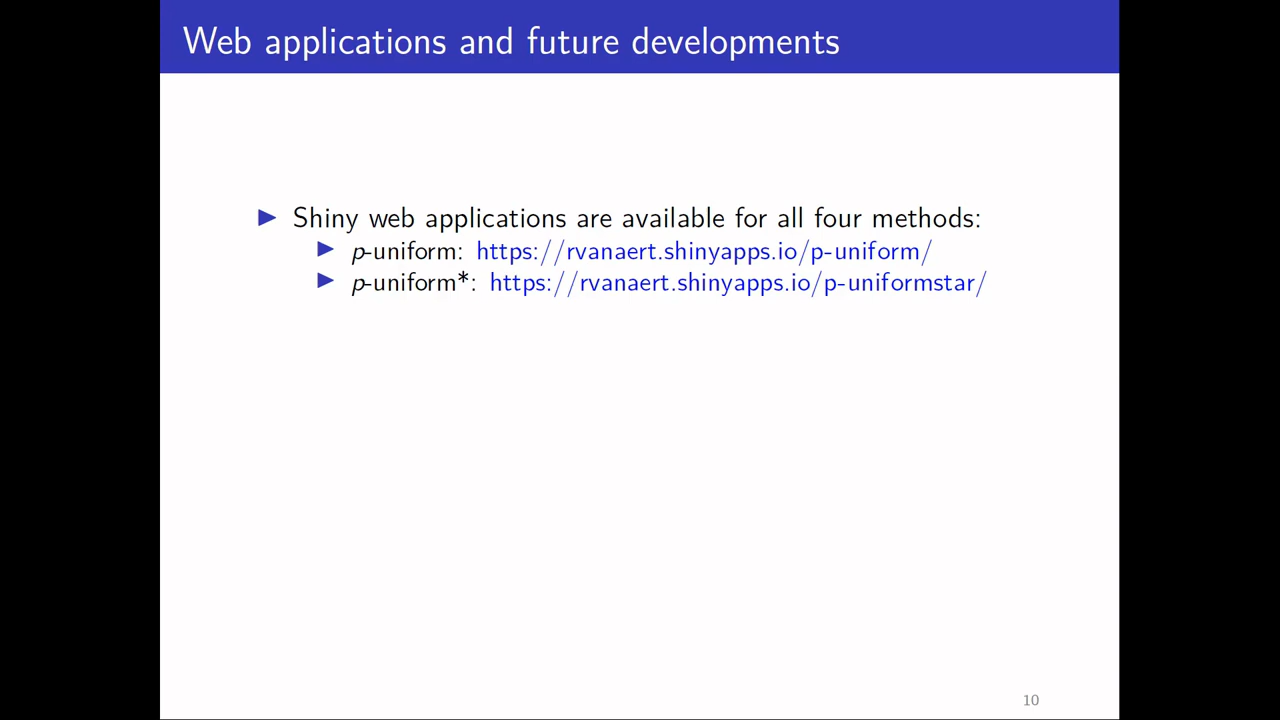 Web applications and future developments
▶ Shiny web applications are available for all four methods:
▶ p-uniform: https://rvanaert.shinyapps.io/p-uniform/
▶ p-uniform*: https://rvanaert.shinyapps.io/p-uniformstar/
10